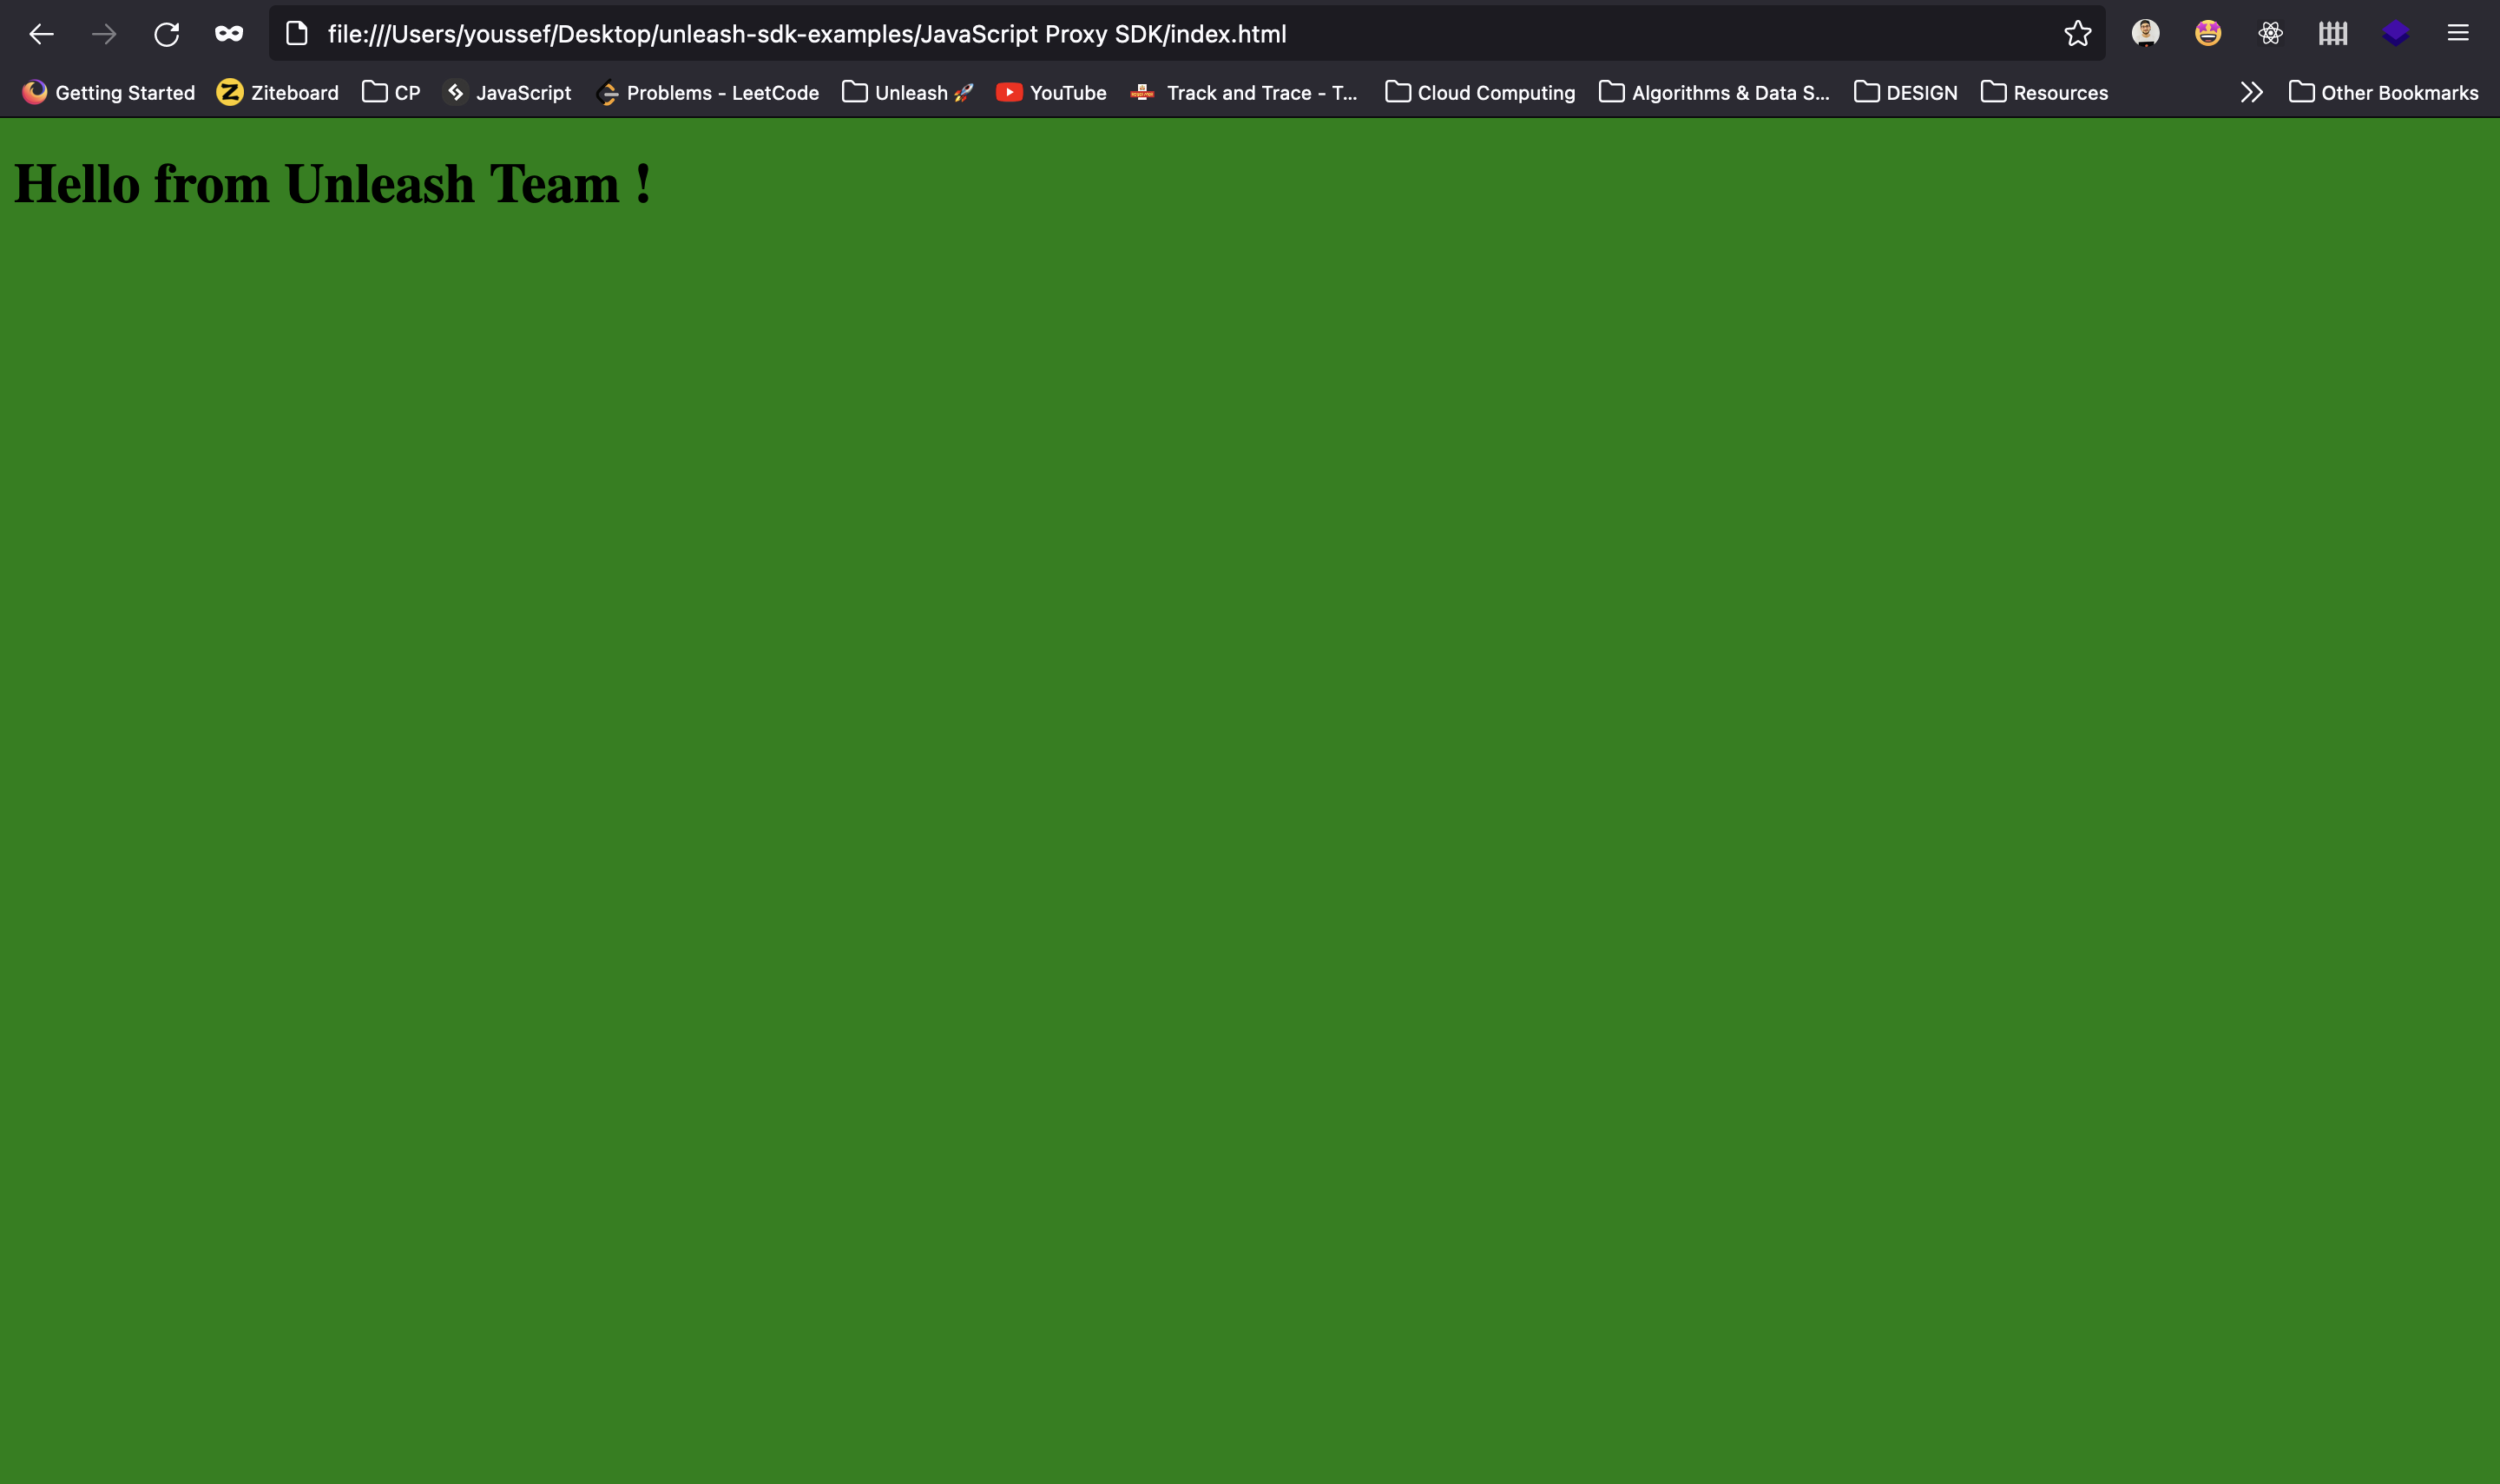 file:///Users/youssef/Desktop/unleash-sdk-examples/JavaScript Proxy SDK/index.html
Getting Started Ziteboard CP JavaScript Problems - LeetCode Unleash 🚀 YouTube Track and Trace - T... Cloud Computing Algorithms & Data S... DESIGN Resources Other Bookmarks
Hello from Unleash Team !